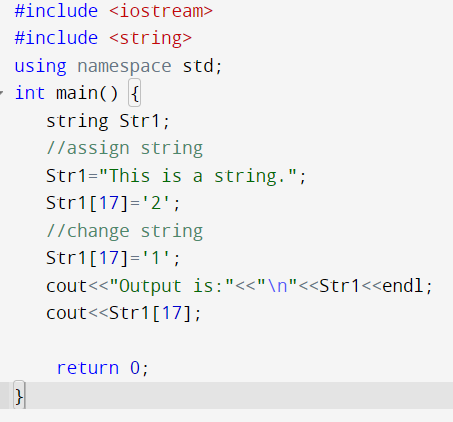 #include <iostream>
#include <string>
using namespace std;
int main() {
string Str1;
//assign string
Str1="This is a string.";
Str1[17]='2';
//change string
Str1[17]='1';
cout<<"Output is:"<<"\n"<<Str1<<endl;
cout<<Str1[17];
return 0;
}